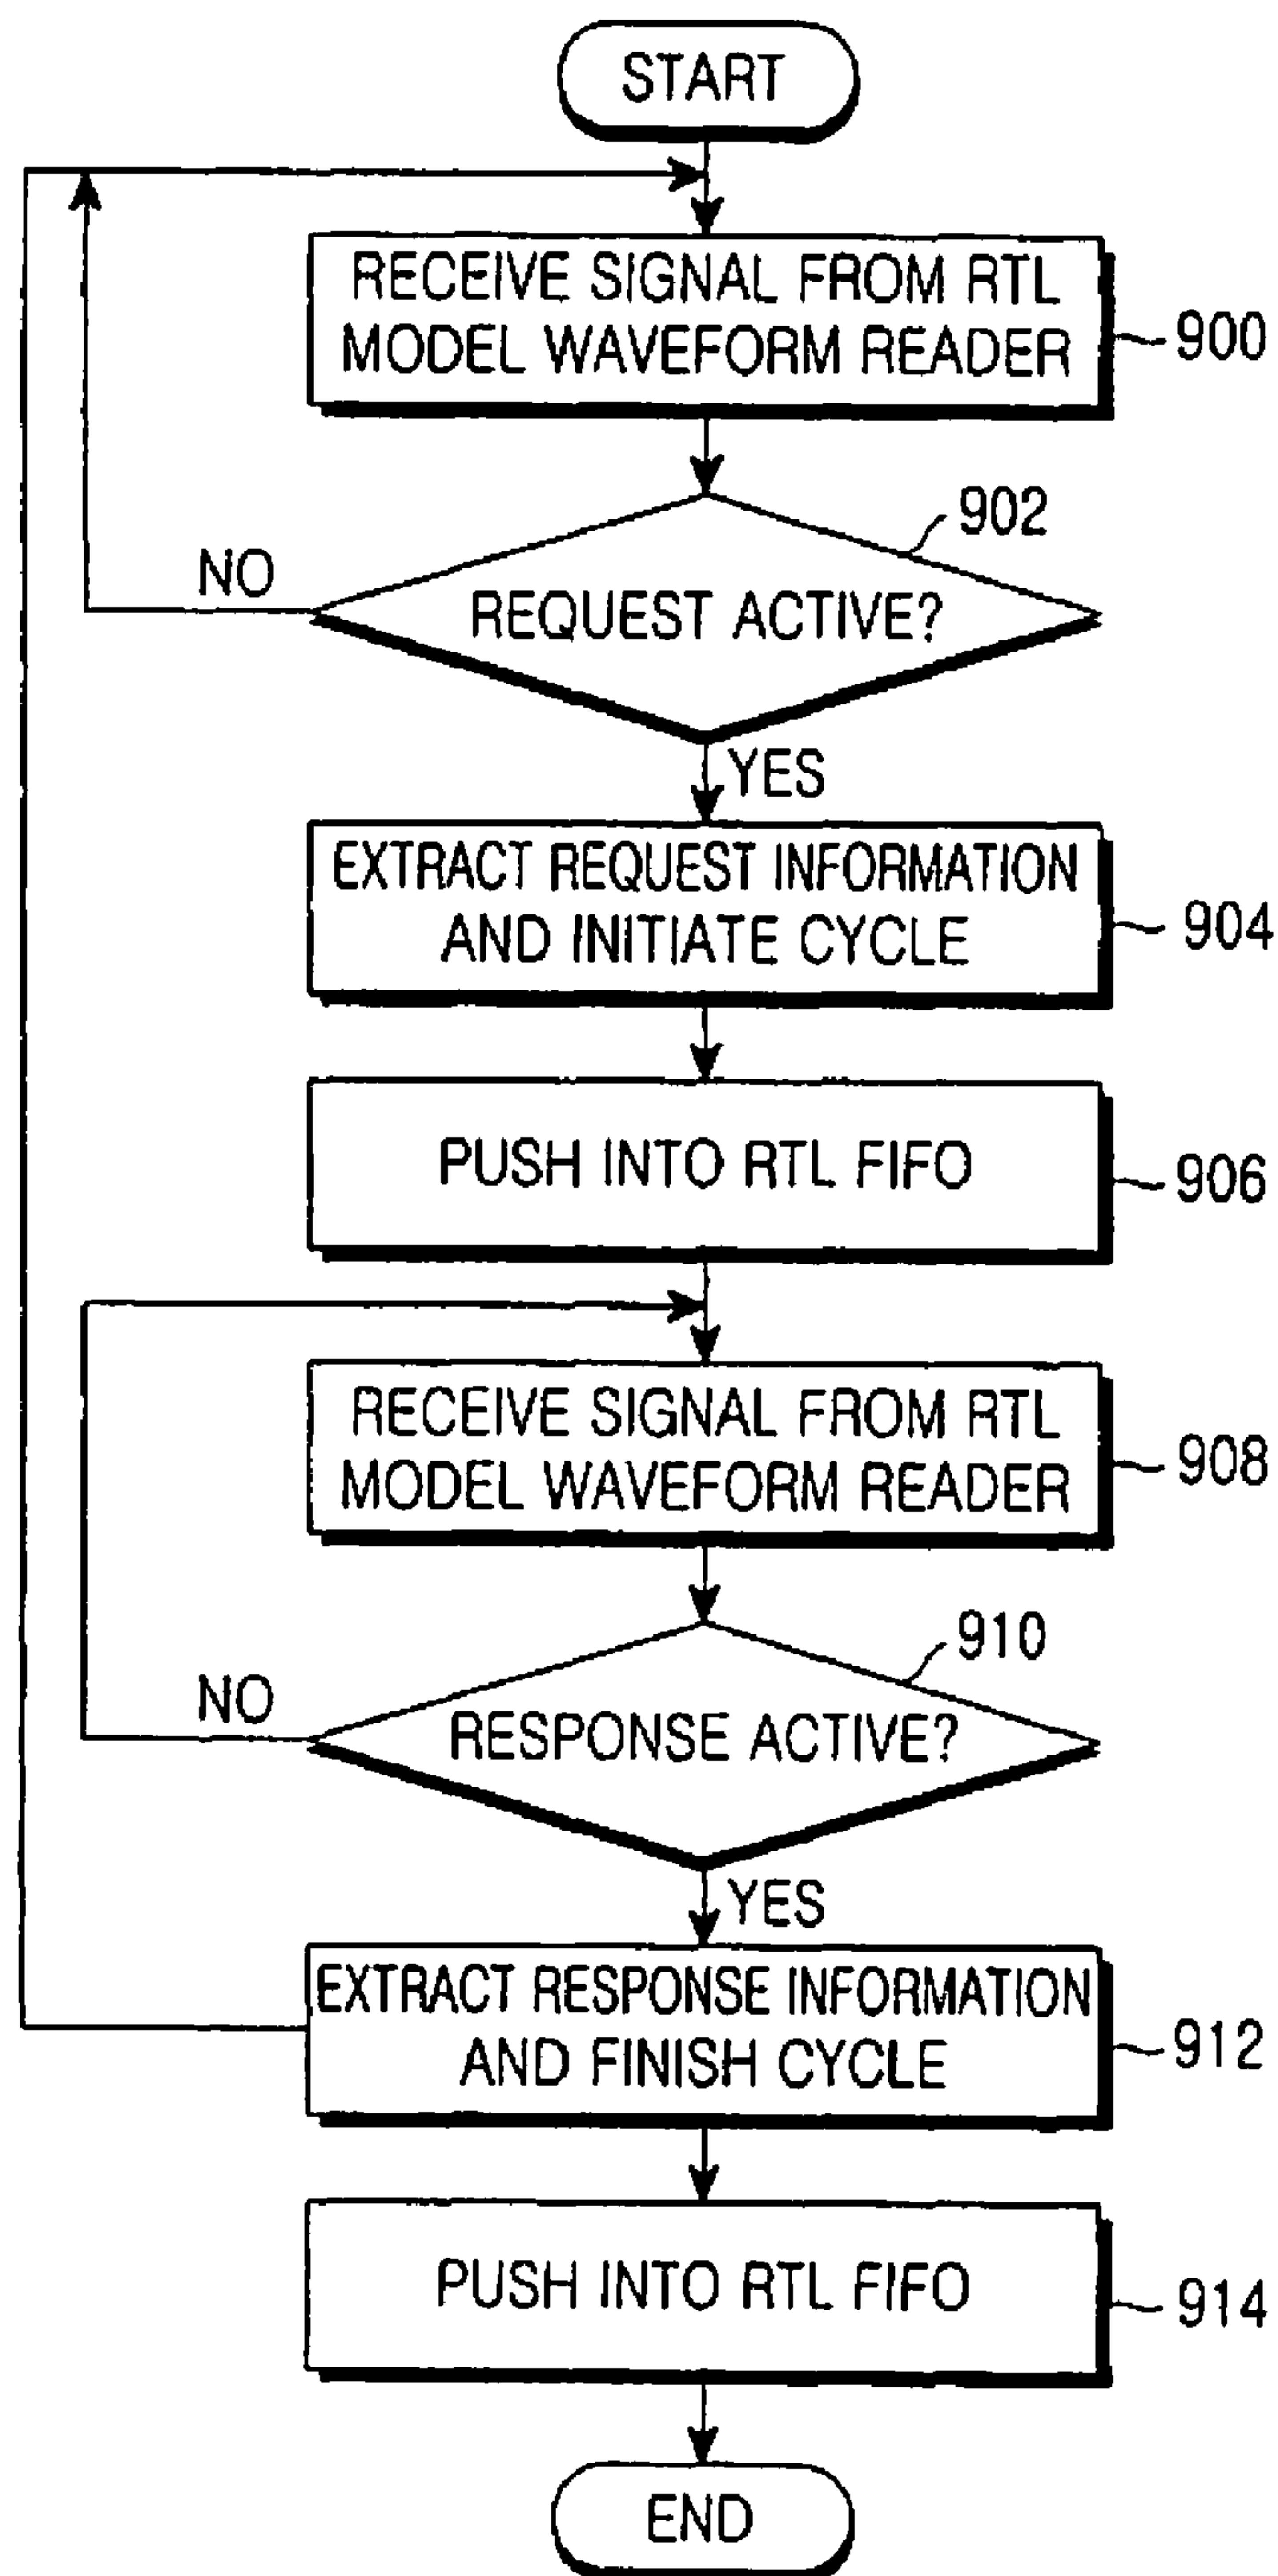 START
RECEIVE SIGNAL FROM RTL
MODEL WAVEFORM READER
900
902
NO
REQUEST ACTIVE?
YES
EXTRACT REQUEST INFORMATION
AND INITIATE CYCLE
904
PUSH INTO RTL FIFO
906
RECEIVE SIGNAL FROM RTL
MODEL WAVEFORM READER
908
910
NO
RESPONSE ACTIVE?
YES
EXTRACT RESPONSE INFORMATION
AND FINISH CYCLE
912
PUSH INTO RTL FIFO
914
END